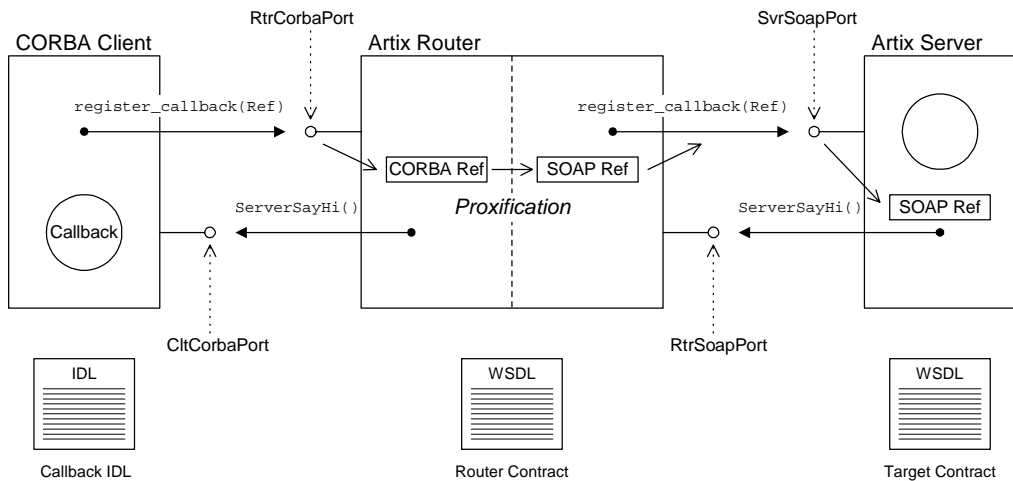 RtrCorbaPort
SvrSoapPort
CORBA Client
Artix Router
Artix Server
register_callback(Ref)
register_callback(Ref)
CORBA Ref
SOAP Ref
Proxification
SOAP Ref
Callback
ServerSayHi()
ServerSayHi()
CltCorbaPort
RtrSoapPort
IDL
WSDL
WSDL
Callback IDL
Router Contract
Target Contract